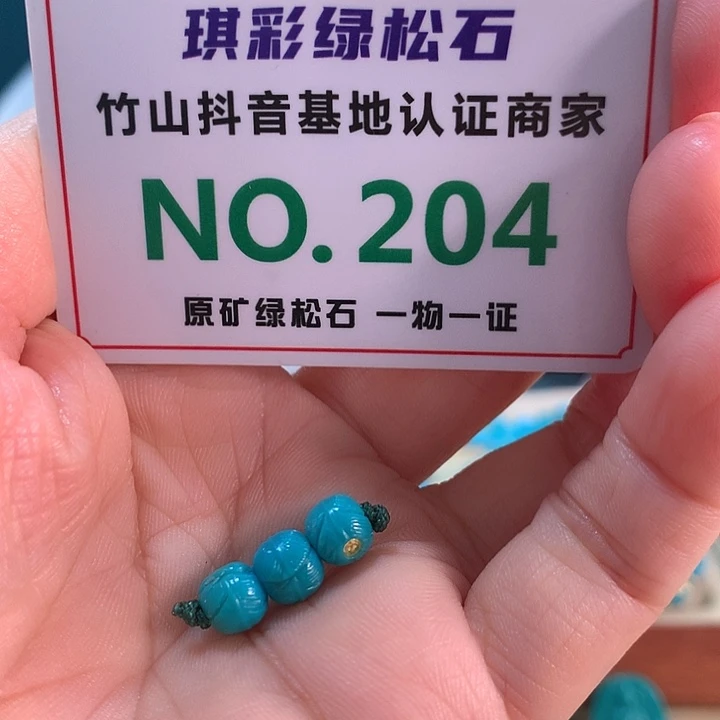 琪彩绿松石
竹山抖音基地认证商家
NO.204
原矿绿松石 一物一证